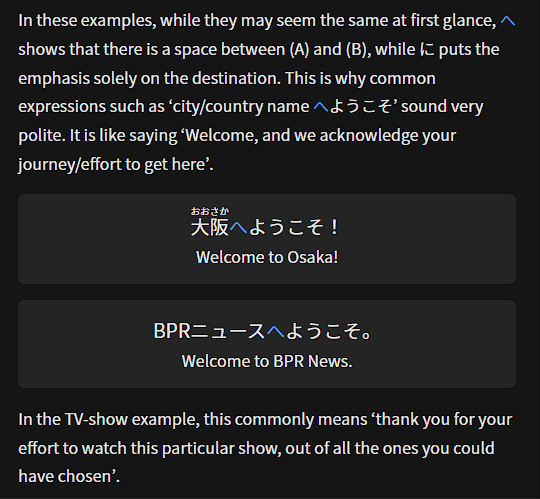 In these examples, while they may seem the same at first glance, へ
shows that there is a space between (A) and (B), while に puts the
emphasis solely on the destination. This is why common
expressions such as ‘city/country name へようこそ’ sound very
polite. It is like saying ‘Welcome, and we acknowledge your
journey/effort to get here’.
おおさか
大阪へようこそ！
Welcome to Osaka!
BPRニュースへようこそ。
Welcome to BPR News.
In the TV-show example, this commonly means ‘thank you for your
effort to watch this particular show, out of all the ones you could
have chosen’.